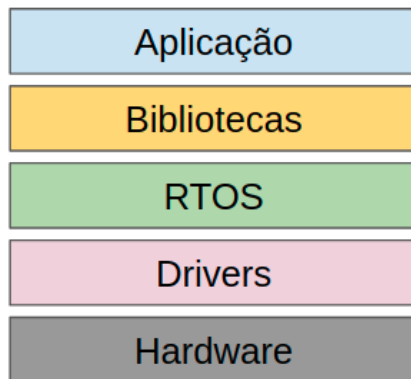 Aplicação
Bibliotecas
RTOS
Drivers
Hardware